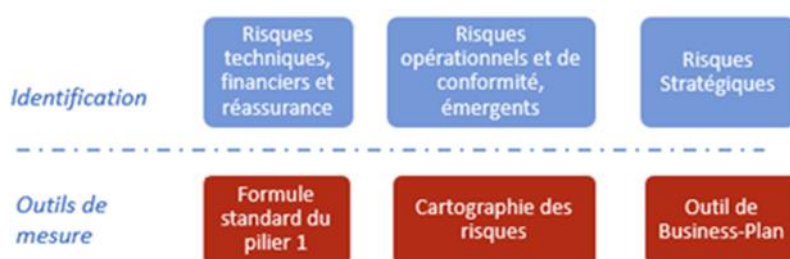 Identification
Risques
techniques,
financiers et
réassurance
Risques
opérationnels et de
conformité,
émergents
Risques
Stratégiques
Outils de
mesure
Formule
standard du
pilier 1
Cartographie des
risques
Outil de
Business-Plan